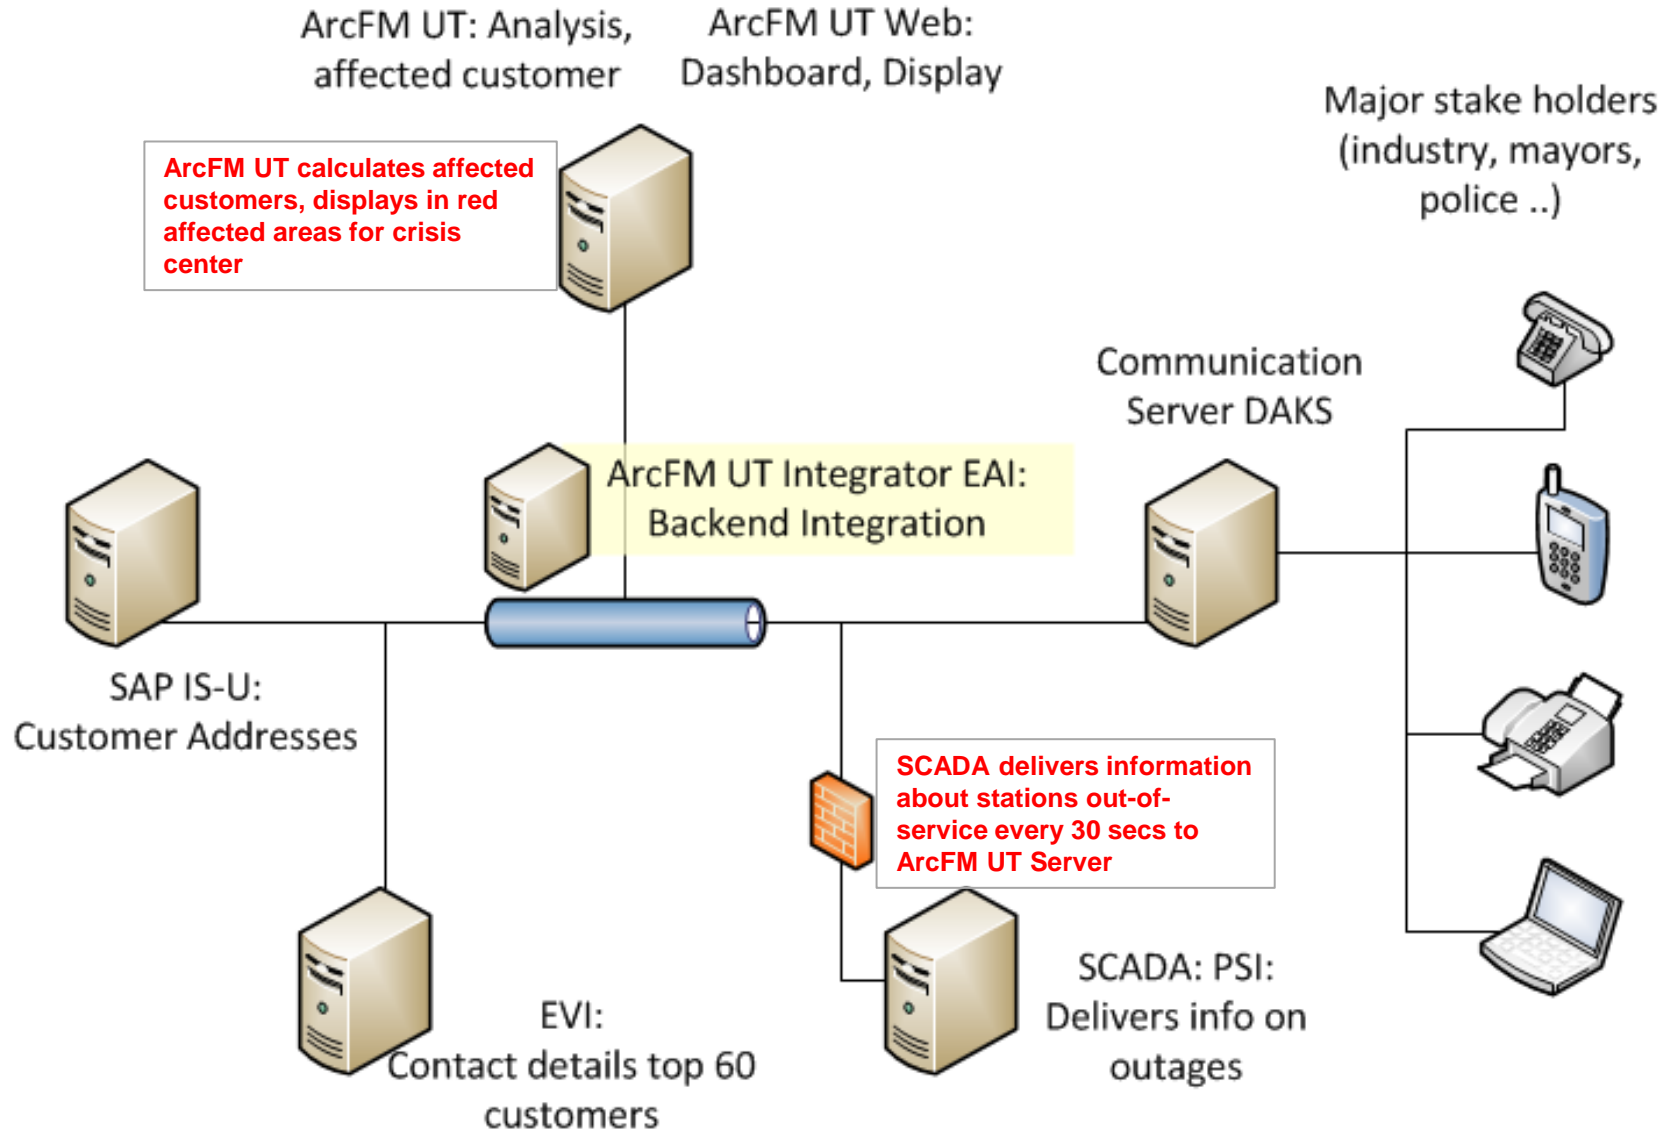 ArcFM UT: Analysis,
affected customer
ArcFM UT Web:
Dashboard, Display
Major stake holders
(industry, mayors,
police ..)
ArcFM UT calculates affected
customers, displays in red
affected areas for crisis
center
Communication
Server DAKS
ArcFM UT Integrator EAI:
Backend Integration
SAP IS-U:
Customer Addresses
SCADA delivers information
about stations out-of-
service every 30 secs to
ArcFM UT Server
SCADA: PSI:
Delivers info on
outages
EVI:
Contact details top 60
customers